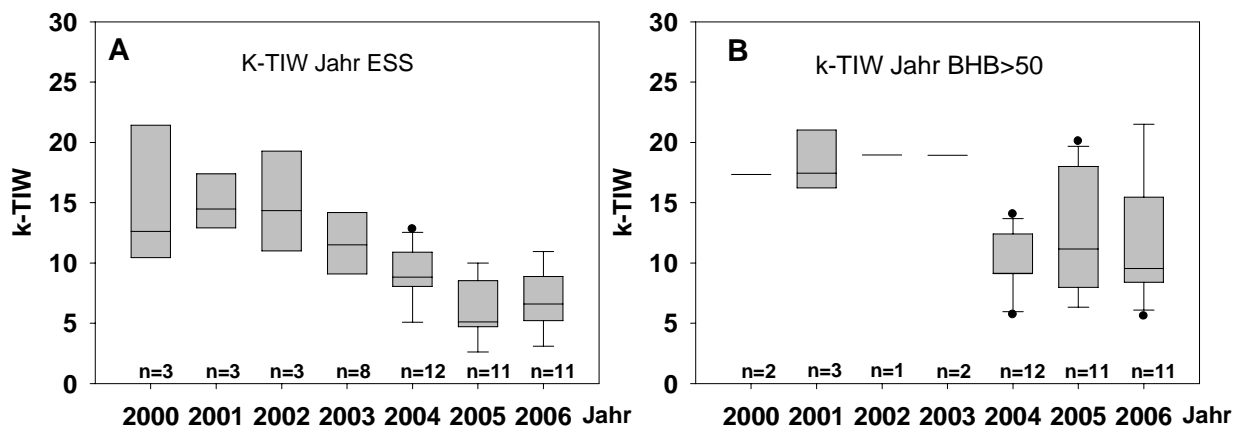 A
K-TIW Jahr ESS
k-TIW
30
25
20
15
10
5
0
n=3 n=3 n=3 n=8 n=12 n=11 n=11
2000 2001 2002 2003 2004 2005 2006 Jahr
B
k-TIW Jahr BHB>50
k-TIW
30
25
20
15
10
5
0
n=2 n=3 n=1 n=2 n=12 n=11 n=11
2000 2001 2002 2003 2004 2005 2006 Jahr